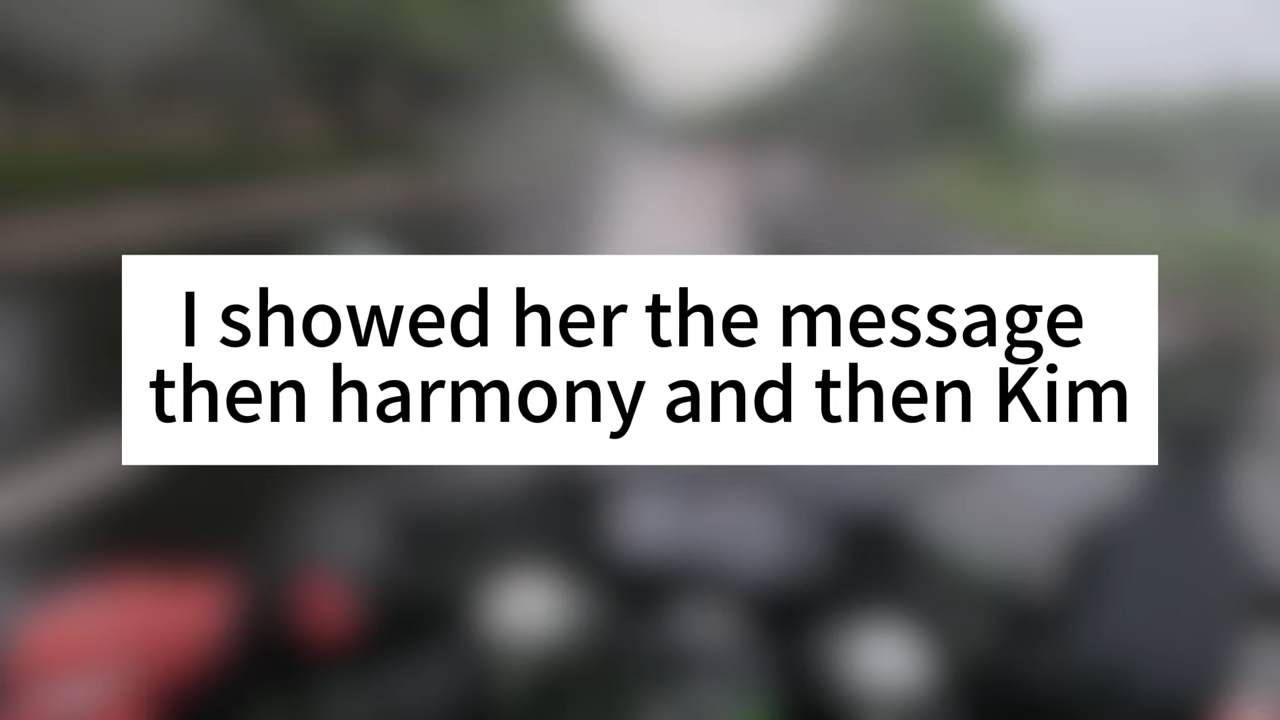 I showed her the message
then harmony and then Kim